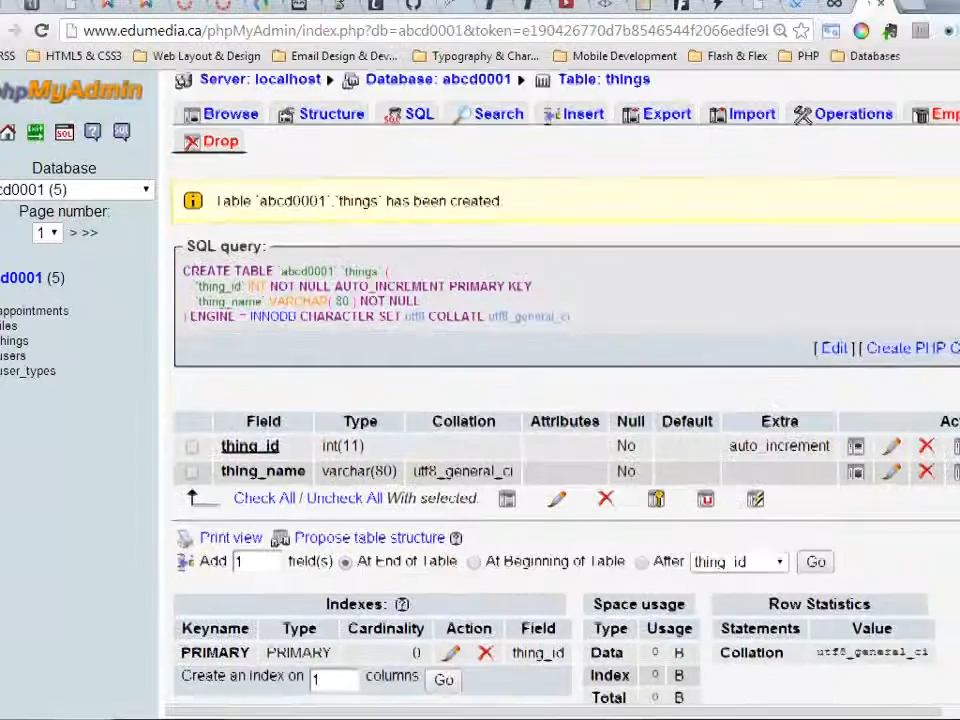 www.edumedia.ca/phpMyAdmin/index.php?db=abcd0001&token=e190426770d7b8546544f2066edfe9b
RSS HTML5 & CSS3 Web Layout & Design Email Design & Dev... Typography & Char... Mobile Development Flash & Flex PHP Databases
phpMyAdmin
Server: localhost Database: abcd0001 Table: things
Browse Structure SQL Search Insert Export Import Operations Emp
Drop
Database
cd0001 (5)
Page number:
1 > >>
cd0001 (5)
appointments
iles
hings
users
user_types
Table `abcd0001`.`things` has been created.
SQL query:
CREATE TABLE `abcd0001`.`things` (
`thing_id` INT NOT NULL AUTO_INCREMENT PRIMARY KEY
`thing_name` VARCHAR( 80 ) NOT NULL
) ENGINE = INNODB CHARACTER SET utf8 COLLATE utf8_general_ci
[ Edit ] [ Create PHP C
Field Type Collation Attributes Null Default Extra Ac
thing_id int(11) No auto_increment
thing_name varchar(80) utf8_general_ci No
Check All / Uncheck All With selected:
Print view Propose table structure
Add 1 field(s) At End of Table At Beginning of Table After thing_id Go
Indexes:
Keyname Type Cardinality Action Field
PRIMARY PRIMARY 0 thing_id
Create an index on 1 columns Go
Space usage
Type Usage
Data 0 B
Index 0 B
Total 0 B
Row Statistics
Statements Value
Collation utf8_general_ci